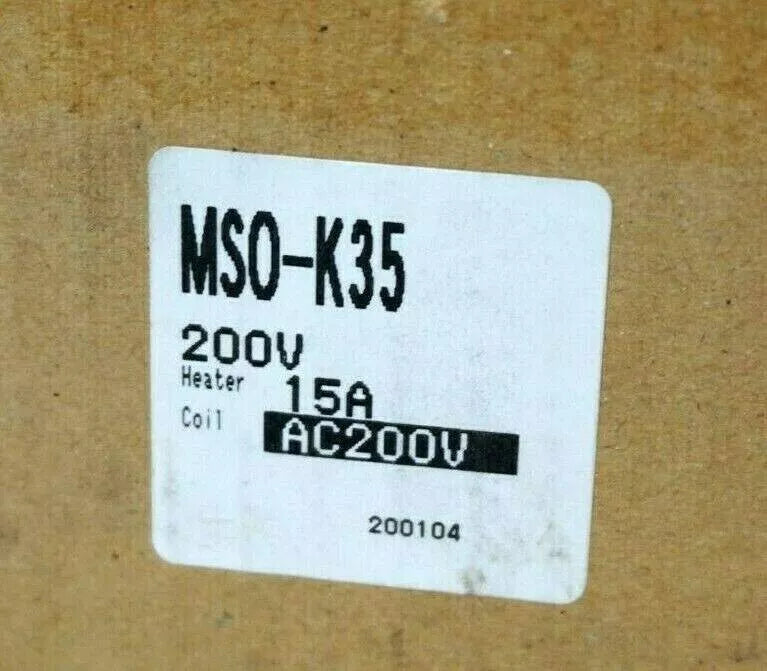 MSO-K35
200V
Heater 15A
Coil AC200V
200104